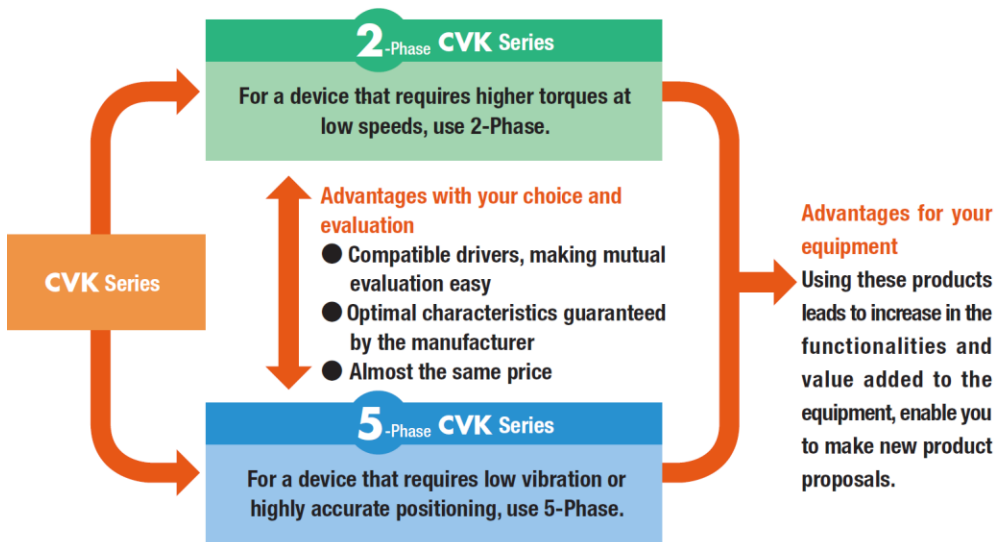 2-Phase CVK Series
For a device that requires higher torques at
low speeds, use 2-Phase.
CVK Series
Advantages with your choice and
evaluation
● Compatible drivers, making mutual
evaluation easy
● Optimal characteristics guaranteed
by the manufacturer
● Almost the same price
5-Phase CVK Series
For a device that requires low vibration or
highly accurate positioning, use 5-Phase.
Advantages for your
equipment
Using these products
leads to increase in the
functionalities and
value added to the
equipment, enable you
to make new product
proposals.